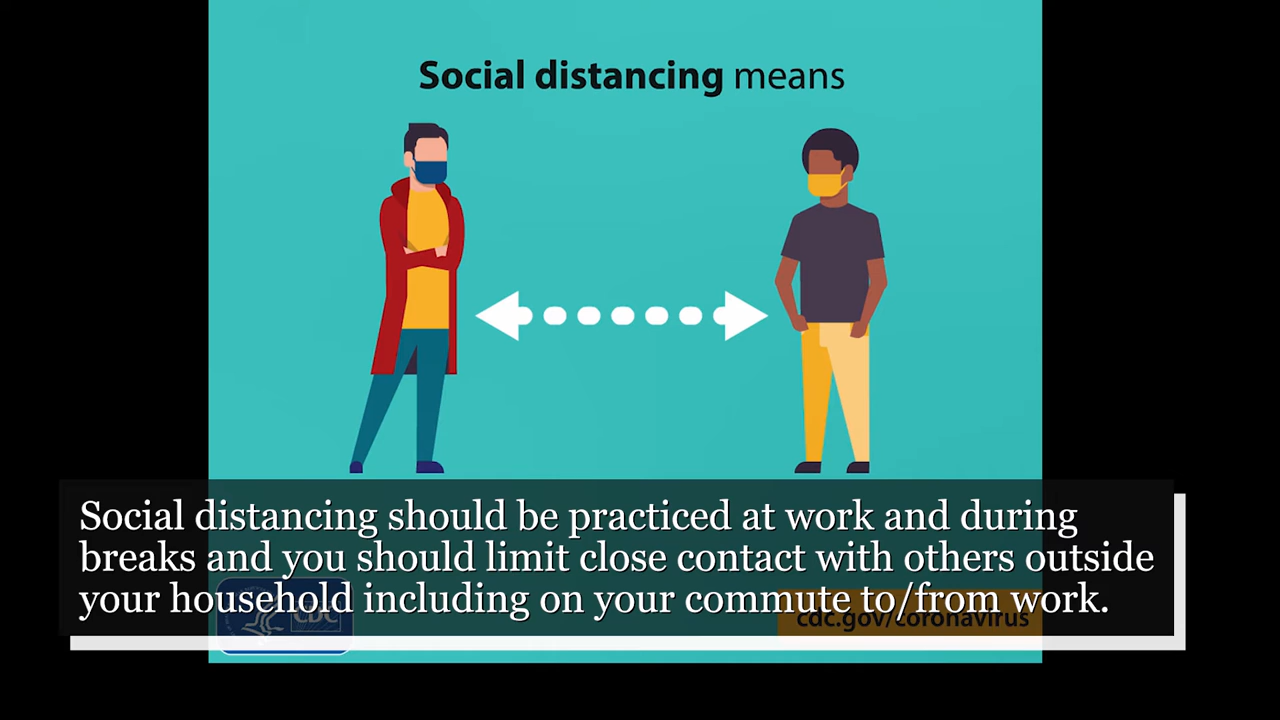 Social distancing means
Social distancing should be practiced at work and during
breaks and you should limit close contact with others outside
your household including on your commute to/from work.
CDC
cdc.gov/coronavirus